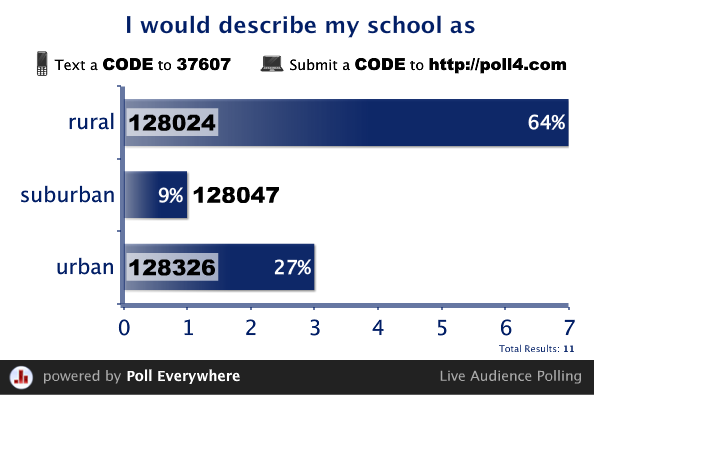 I would describe my school as
Text a CODE to 37607 Submit a CODE to http://poll4.com
rural 128024 64%
suburban 9% 128047
urban 128326 27%
0 1 2 3 4 5 6 7
Total Results: 11
powered by Poll Everywhere Live Audience Polling